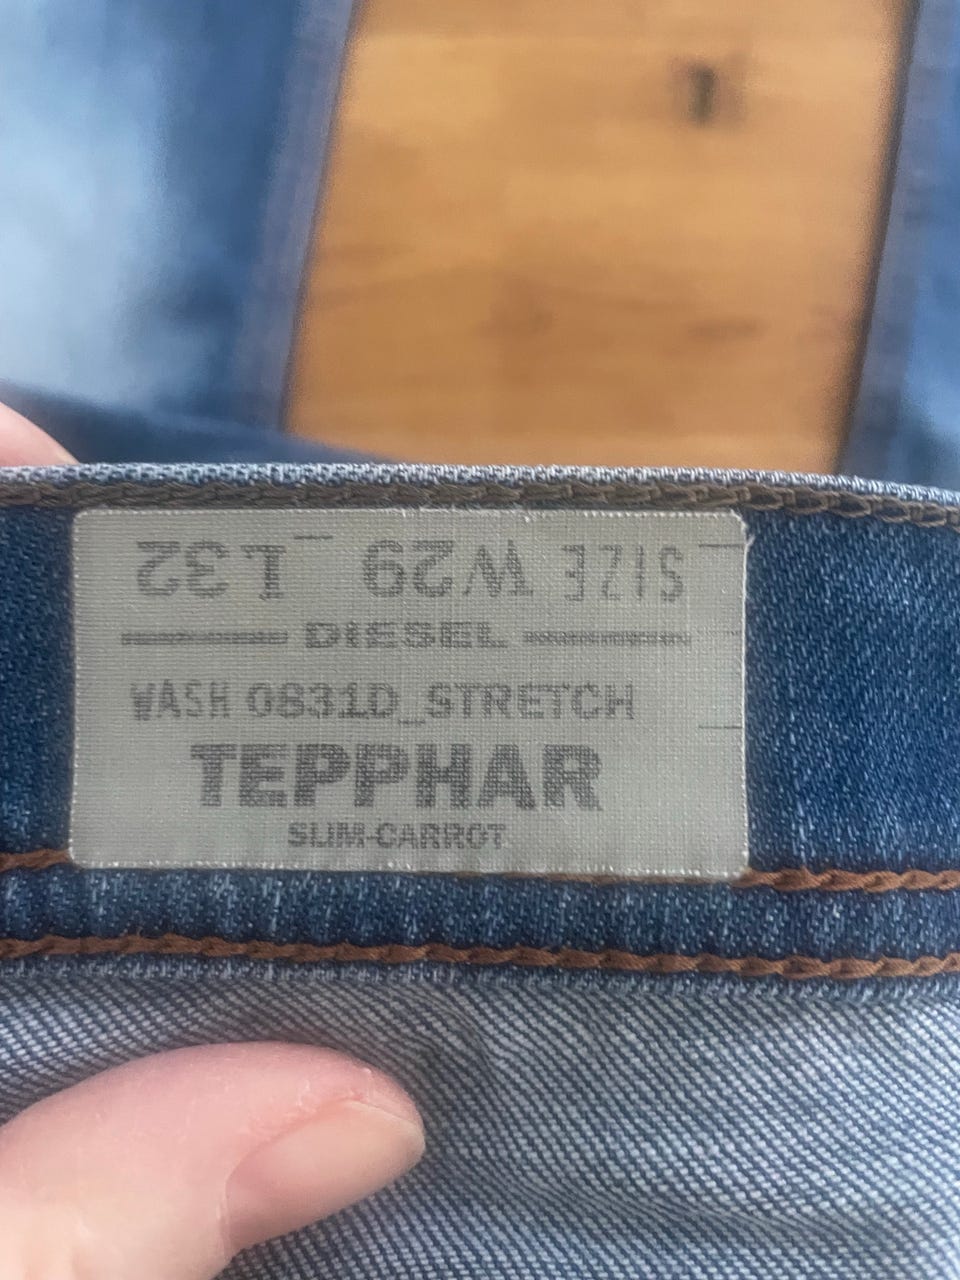 SIZE W29 L32
DIESEL
WASH 0831D_STRETCH
TEPPHAR
SLIM-CARROT